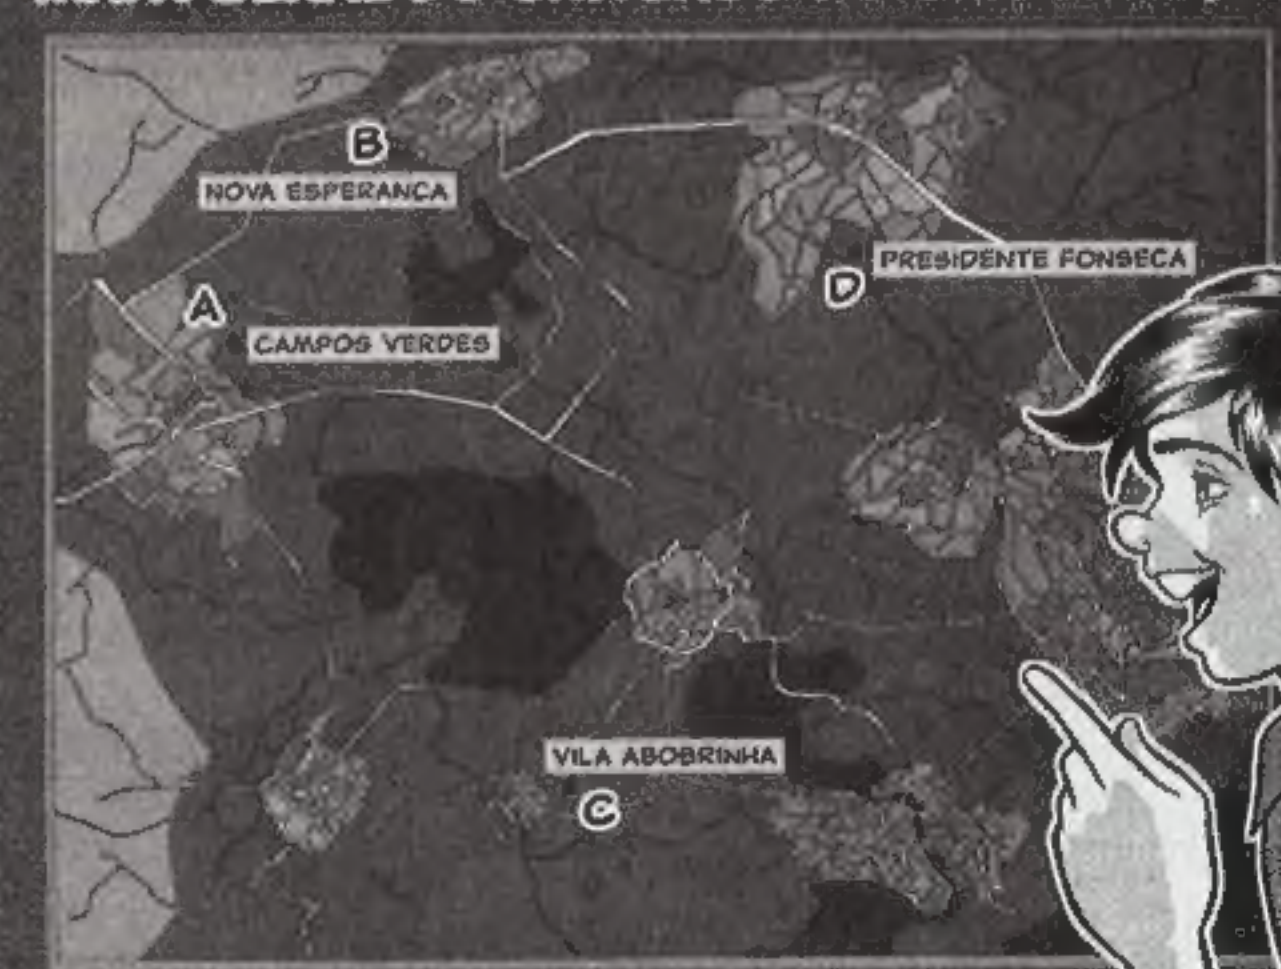 B
NOVA ESPERANCA
PRESIDENTE FONSECA
D
A
CAMPOS VERDES
VILA ABOBRINHA
C